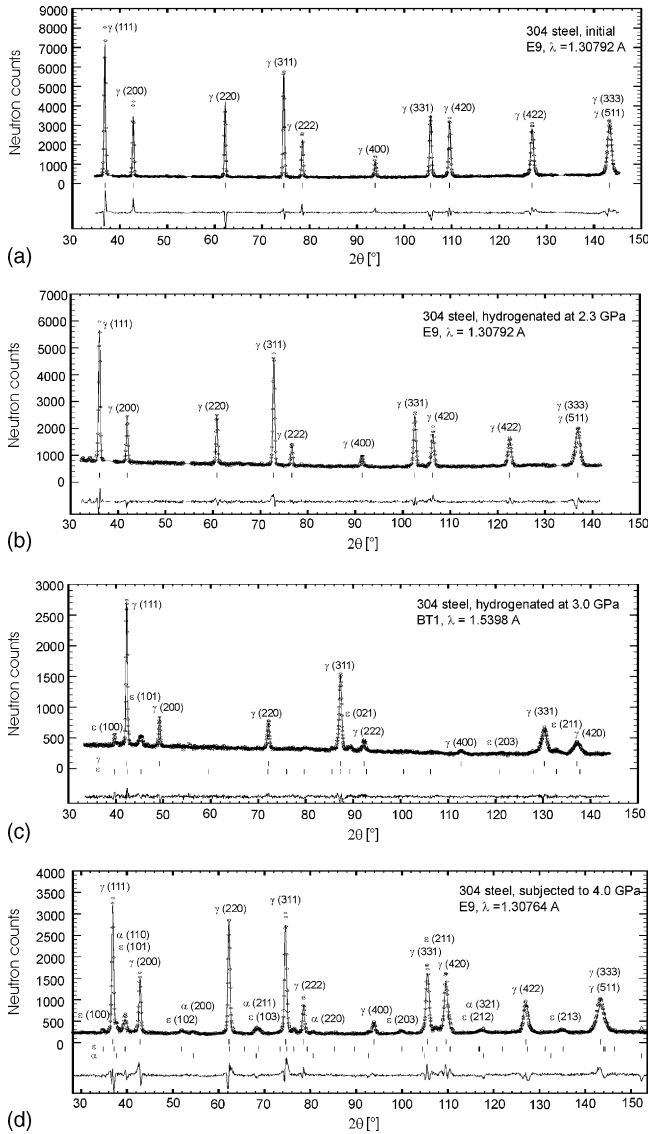 304 steel, initial
E9, λ = 1.30792 A
γ (111)
γ (200)
γ (220)
γ (311)
γ (222)
γ (400)
γ (331)
γ (420)
γ (422)
γ (333)
γ (511)
Neutron counts
9000
8000
7000
6000
5000
4000
3000
2000
1000
0
30 40 50 60 70 80 90 100 110 120 130 140 150
2θ [°]
(a)
304 steel, hydrogenated at 2.3 GPa
E9, λ = 1.30792 A
γ (111)
γ (200)
γ (220)
γ (311)
γ (222)
γ (400)
γ (331)
γ (420)
γ (422)
γ (333)
γ (511)
Neutron counts
7000
6000
5000
4000
3000
2000
1000
0
30 40 50 60 70 80 90 100 110 120 130 140 150
2θ [°]
(b)
304 steel, hydrogenated at 3.0 GPa
BT1, λ = 1.5398 A
γ (111)
ε (100)
ε (101)
γ (200)
γ (220)
γ (311)
ε (021)
γ (222)
γ (400)
ε (203)
γ (331)
ε (211)
γ (420)
Neutron counts
3000
2500
2000
1500
1000
500
0
γ
ε
30 40 50 60 70 80 90 100 110 120 130 140 150
2θ [°]
(c)
304 steel, subjected to 4.0 GPa
E9, λ = 1.30764 A
γ (111)
α (110)
ε (101)
γ (200)
ε (100)
ε (102)
α (200)
γ (220)
α (211)
ε (103)
γ (311)
γ (222)
α (220)
γ (400)
ε (203)
ε (211)
γ (331)
γ (420)
α (321)
ε (212)
γ (422)
ε (213)
γ (333)
γ (511)
Neutron counts
4000
3500
3000
2500
2000
1500
1000
500
0
ε
α
30 40 50 60 70 80 90 100 110 120 130 140 150
2θ [°]
(d)